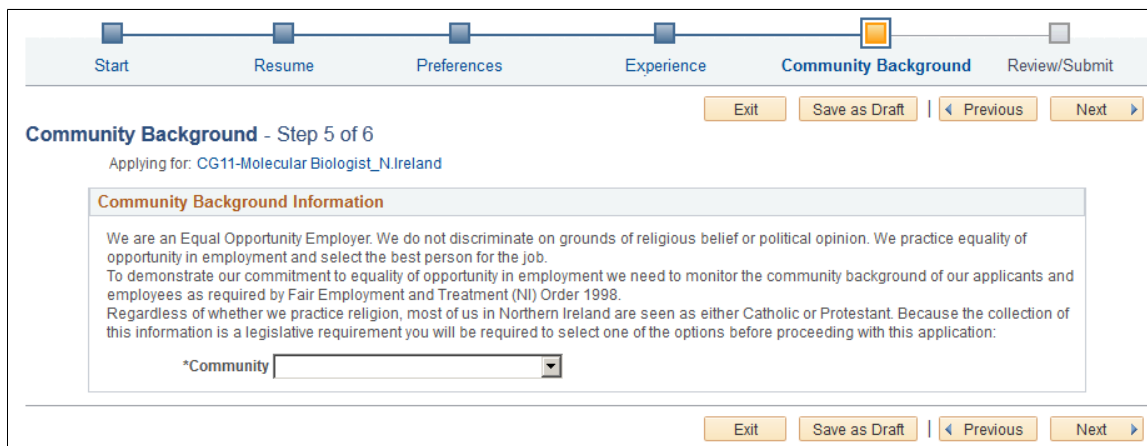 Start Resume Preferences Experience Community Background Review/Submit
Exit Save as Draft | Previous Next
Community Background - Step 5 of 6
Applying for: CG11-Molecular Biologist_N.Ireland
Community Background Information
We are an Equal Opportunity Employer. We do not discriminate on grounds of religious belief or political opinion. We practice equality of
opportunity in employment and select the best person for the job.
To demonstrate our commitment to equality of opportunity in employment we need to monitor the community background of our applicants and
employees as required by Fair Employment and Treatment (NI) Order 1998.
Regardless of whether we practice religion, most of us in Northern Ireland are seen as either Catholic or Protestant. Because the collection of
this information is a legislative requirement you will be required to select one of the options before proceeding with this application:
*Community
Exit Save as Draft | Previous Next